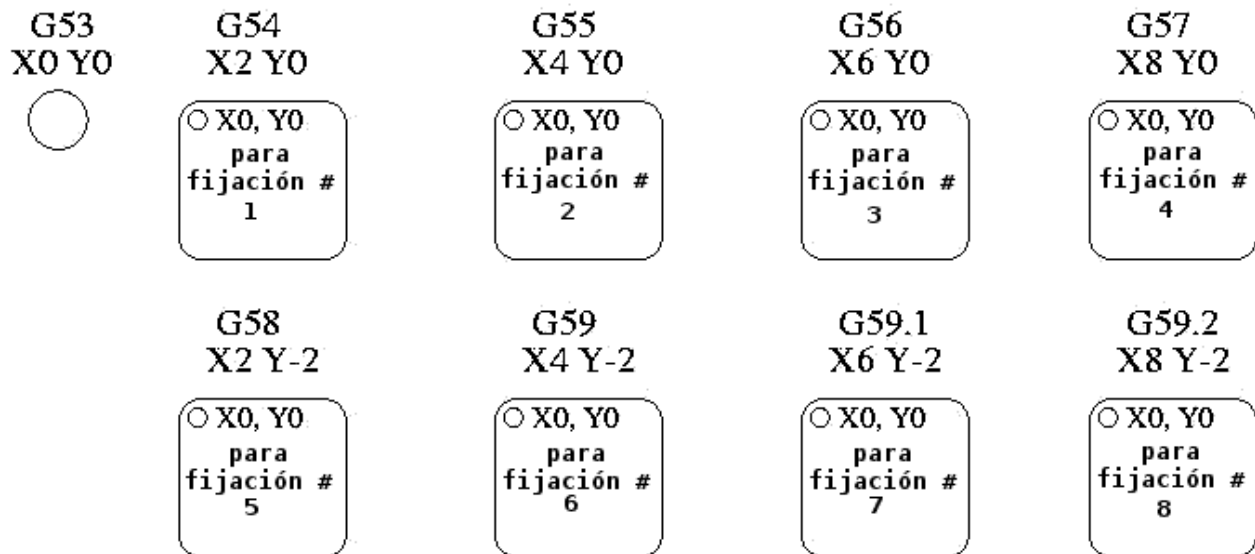 G53 G54 G55 G56 G57
X0 Y0 X2 Y0 X4 Y0 X6 Y0 X8 Y0
X0, Y0 X0, Y0 X0, Y0 X0, Y0
para para para para
fijación # fijación # fijación # fijación #
1 2 3 4
G58 G59 G59.1 G59.2
X2 Y-2 X4 Y-2 X6 Y-2 X8 Y-2
X0, Y0 X0, Y0 X0, Y0 X0, Y0
para para para para
fijación # fijación # fijación # fijación #
5 6 7 8